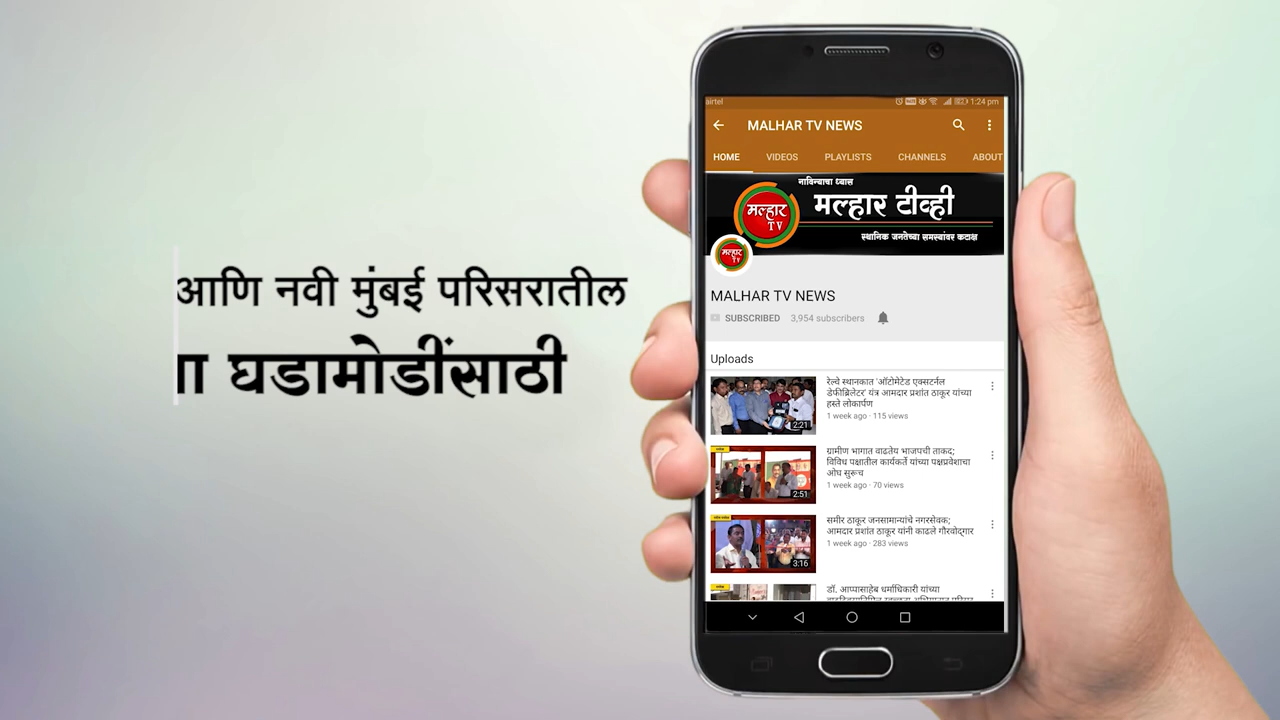 आणि नवी मुंबई परिसरातील
घडामोडींसाठी
airtel
1:24 pm
MALHAR TV NEWS
HOME VIDEOS PLAYLISTS CHANNELS ABOUT
नाविन्याचा ध्यास
मल्हार टीव्ही
मल्हार
TV
स्थानिक जनतेच्या समस्यांवर कटाक्ष
मल्हार
TV
MALHAR TV NEWS
SUBSCRIBED 3,954 subscribers
Uploads
रेल्वे स्थानकात 'ऑटोमेटेड एक्सटर्नल
डेफीब्रिलेटर' यंत्र आमदार प्रशांत ठाकूर यांच्या
हस्ते लोकार्पण
1 week ago · 115 views
2:21
ग्रामीण भागात वाढतेय भाजपची ताकद;
विविध पक्षातील कार्यकर्ते यांच्या पक्षप्रवेशाचा
ओघ सुरूच
1 week ago · 70 views
2:51
समीर ठाकूर जनसामान्यांचे नगरसेवक;
आमदार प्रशांत ठाकूर यांनी काढले गौरवोद्गार
1 week ago · 283 views
3:16
डॉ. आप्पासाहेब धर्माधिकारी यांच्या